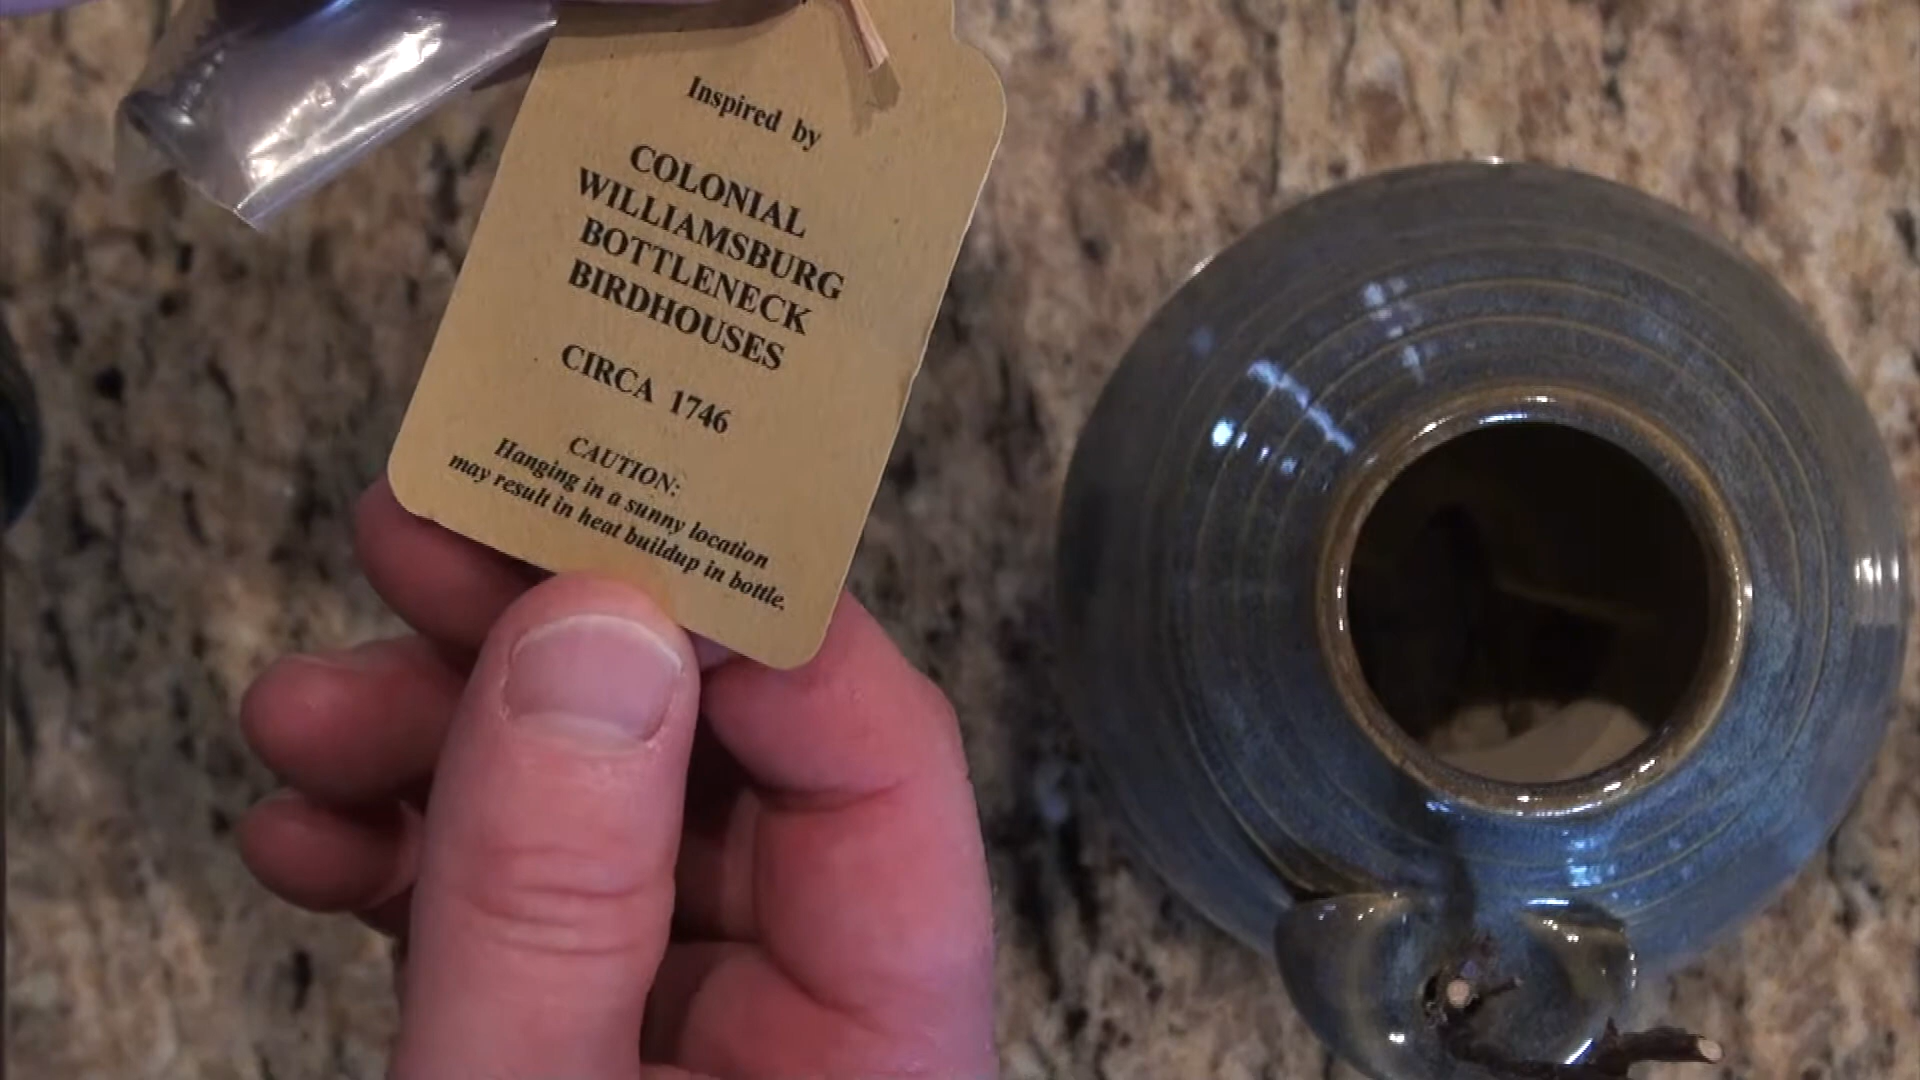 Inspired by
COLONIAL
WILLIAMSBURG
BOTTLENECK
BIRDHOUSES
CIRCA 1746
CAUTION:
Hanging in a sunny location
may result in heat buildup in bottle.